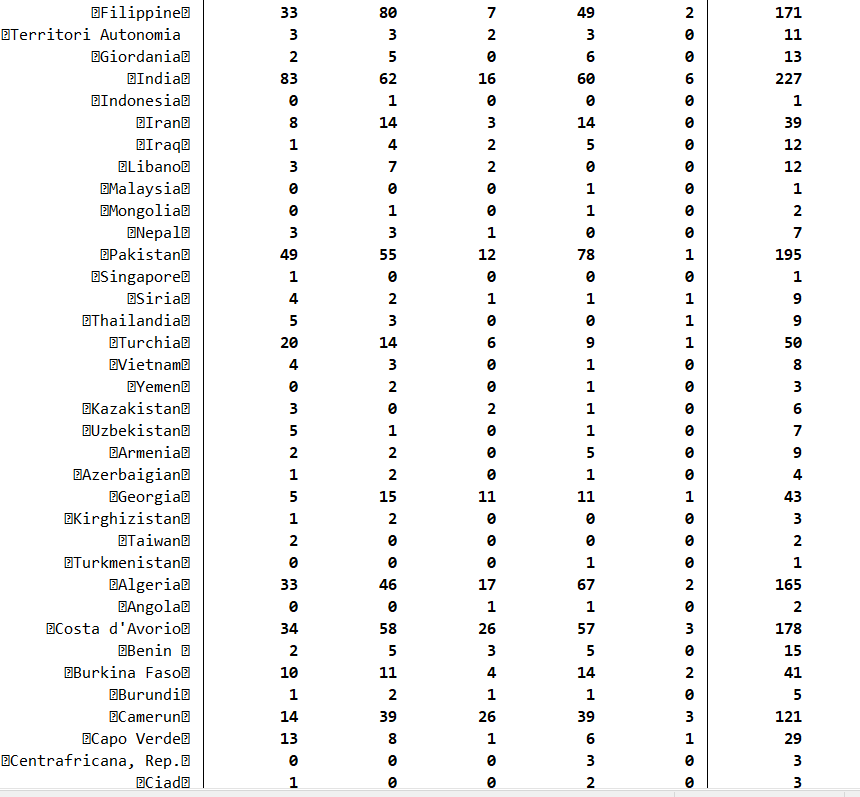 Filippine 33 80 7 49 2 171
Territori Autonomia 3 3 2 3 0 11
Giordania 2 5 0 6 0 13
India 83 62 16 60 6 227
Indonesia 0 1 0 0 0 1
Iran 8 14 3 14 0 39
Iraq 1 4 2 5 0 12
Libano 3 7 2 0 0 12
Malaysia 0 0 0 1 0 1
Mongolia 0 1 0 1 0 2
Nepal 3 3 1 0 0 7
Pakistan 49 55 12 78 1 195
Singapore 1 0 0 0 0 1
Siria 4 2 1 1 1 9
Thailandia 5 3 0 0 1 9
Turchia 20 14 6 9 1 50
Vietnam 4 3 0 1 0 8
Yemen 0 2 0 1 0 3
Kazakistan 3 0 2 1 0 6
Uzbekistan 5 1 0 1 0 7
Armenia 2 2 0 5 0 9
Azerbaigian 1 2 0 1 0 4
Georgia 5 15 11 11 1 43
Kirghizistan 1 2 0 0 0 3
Taiwan 2 0 0 0 0 2
Turkmenistan 0 0 0 1 0 1
Algeria 33 46 17 67 2 165
Angola 0 0 1 1 0 2
Costa d'Avorio 34 58 26 57 3 178
Benin 2 5 3 5 0 15
Burkina Faso 10 11 4 14 2 41
Burundi 1 2 1 1 0 5
Camerun 14 39 26 39 3 121
Capo Verde 13 8 1 6 1 29
Centrafricana, Rep. 0 0 0 3 0 3
Ciad 1 0 0 2 0 3